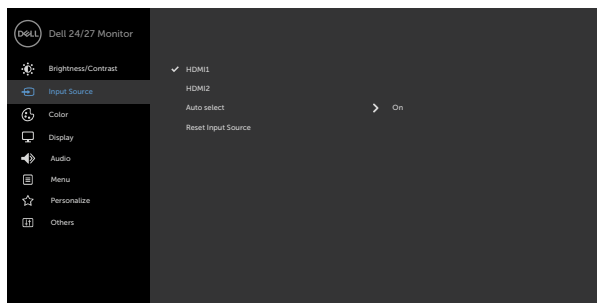 DELL Dell 24/27 Monitor
Brightness/Contrast
Input Source
Color
Display
Audio
Menu
Personalize
Others
HDMI1
HDMI2
Auto select On
Reset Input Source